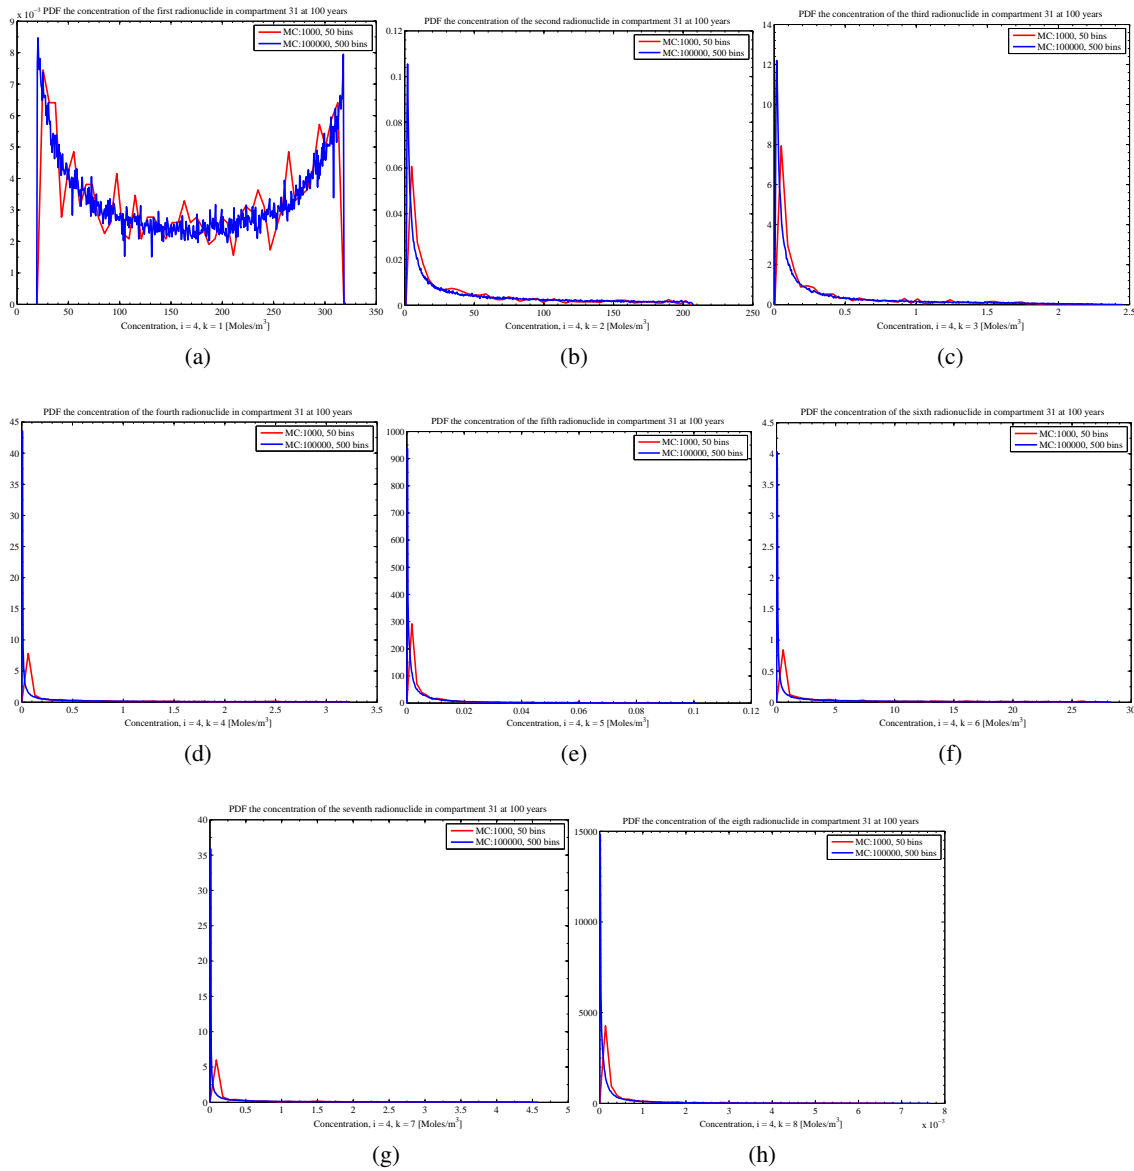 PDF the concentration of the first radionuclide in compartment 31 at 100 years
x 10⁻³
MC:1000, 50 bins
MC:100000, 500 bins
9
8
7
6
5
4
3
2
1
0
0 50 100 150 200 250 300 350
Concentration, i = 4, k = 1 [Moles/m³]
(a)
PDF the concentration of the second radionuclide in compartment 31 at 100 years
MC:1000, 50 bins
MC:100000, 500 bins
0.12
0.1
0.08
0.06
0.04
0.02
0
0 50 100 150 200 250
Concentration, i = 4, k = 2 [Moles/m³]
(b)
PDF the concentration of the third radionuclide in compartment 31 at 100 years
MC:1000, 50 bins
MC:100000, 500 bins
14
12
10
8
6
4
2
0
0 0.5 1 1.5 2 2.5
Concentration, i = 4, k = 3 [Moles/m³]
(c)
PDF the concentration of the fourth radionuclide in compartment 31 at 100 years
MC:1000, 50 bins
MC:100000, 500 bins
45
40
35
30
25
20
15
10
5
0
0 0.5 1 1.5 2 2.5 3 3.5
Concentration, i = 4, k = 4 [Moles/m³]
(d)
PDF the concentration of the fifth radionuclide in compartment 31 at 100 years
MC:1000, 50 bins
MC:100000, 500 bins
1000
900
800
700
600
500
400
300
200
100
0
0 0.02 0.04 0.06 0.08 0.1 0.12
Concentration, i = 4, k = 5 [Moles/m³]
(e)
PDF the concentration of the sixth radionuclide in compartment 31 at 100 years
MC:1000, 50 bins
MC:100000, 500 bins
4.5
4
3.5
3
2.5
2
1.5
1
0.5
0
0 5 10 15 20 25 30
Concentration, i = 4, k = 6 [Moles/m³]
(f)
PDF the concentration of the seventh radionuclide in compartment 31 at 100 years
MC:1000, 50 bins
MC:100000, 500 bins
40
35
30
25
20
15
10
5
0
0 0.5 1 1.5 2 2.5 3 3.5 4 4.5 5
Concentration, i = 4, k = 7 [Moles/m³]
(g)
PDF the concentration of the eigth radionuclide in compartment 31 at 100 years
MC:1000, 50 bins
MC:100000, 500 bins
15000
10000
5000
0
0 1 2 3 4 5 6 7 8
Concentration, i = 4, k = 8 [Moles/m³]
x 10⁻³
(h)